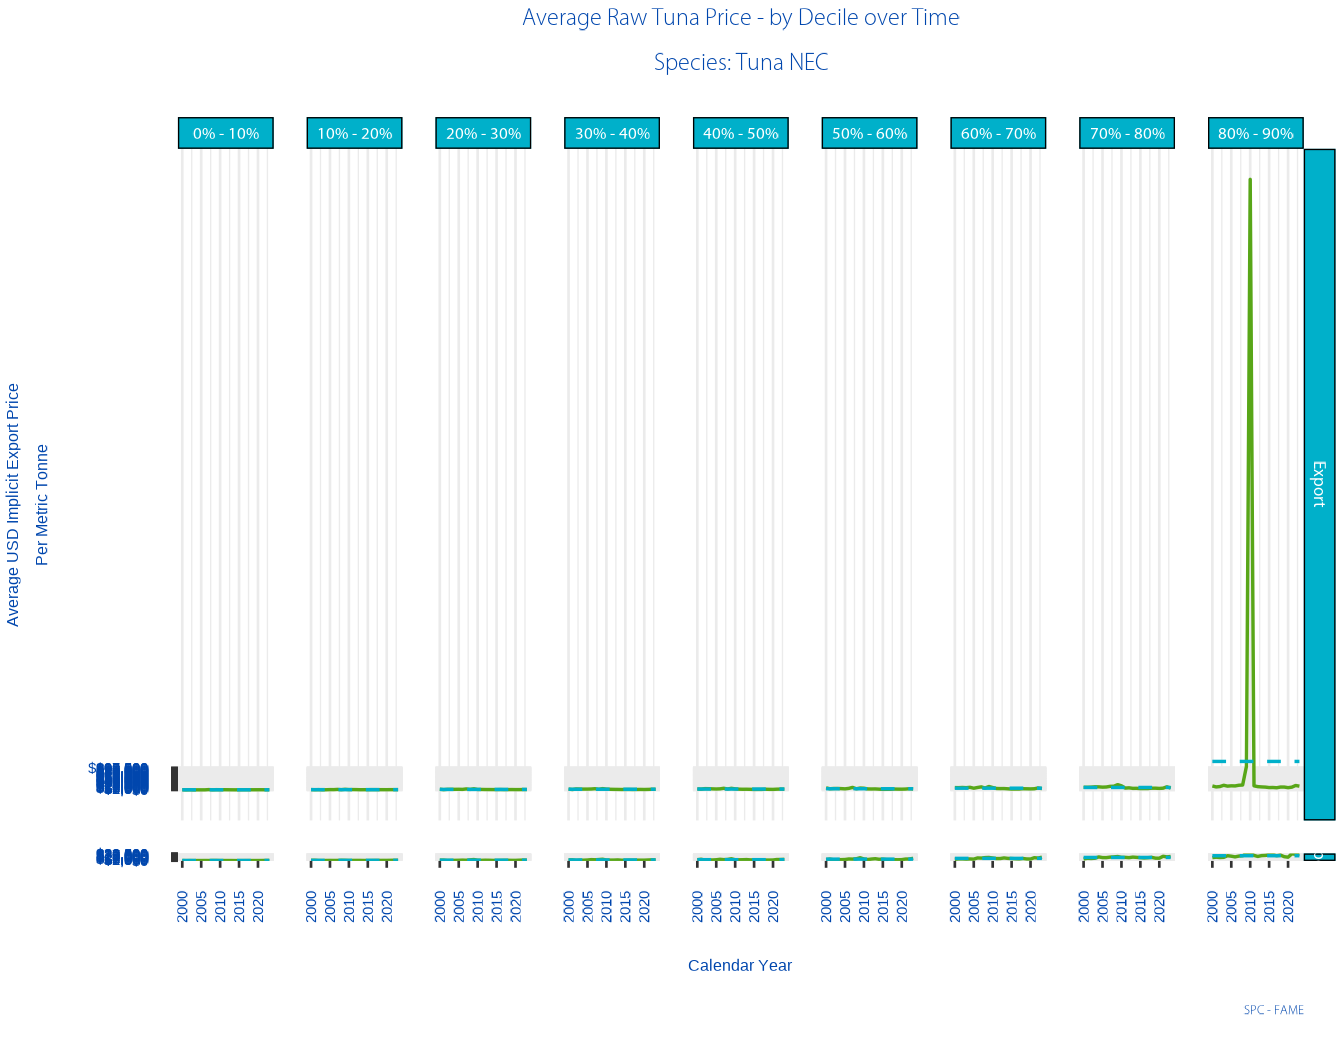 Average Raw Tuna Price - by Decile over Time
Species: Tuna NEC
0% - 10%
10% - 20%
20% - 30%
30% - 40%
40% - 50%
50% - 60%
60% - 70%
70% - 80%
80% - 90%
Export
Average USD Implicit Export Price
Per Metric Tonne
2000 2005 2010 2015 2020
2000 2005 2010 2015 2020
2000 2005 2010 2015 2020
2000 2005 2010 2015 2020
2000 2005 2010 2015 2020
2000 2005 2010 2015 2020
2000 2005 2010 2015 2020
2000 2005 2010 2015 2020
2000 2005 2010 2015 2020
Calendar Year
SPC - FAME